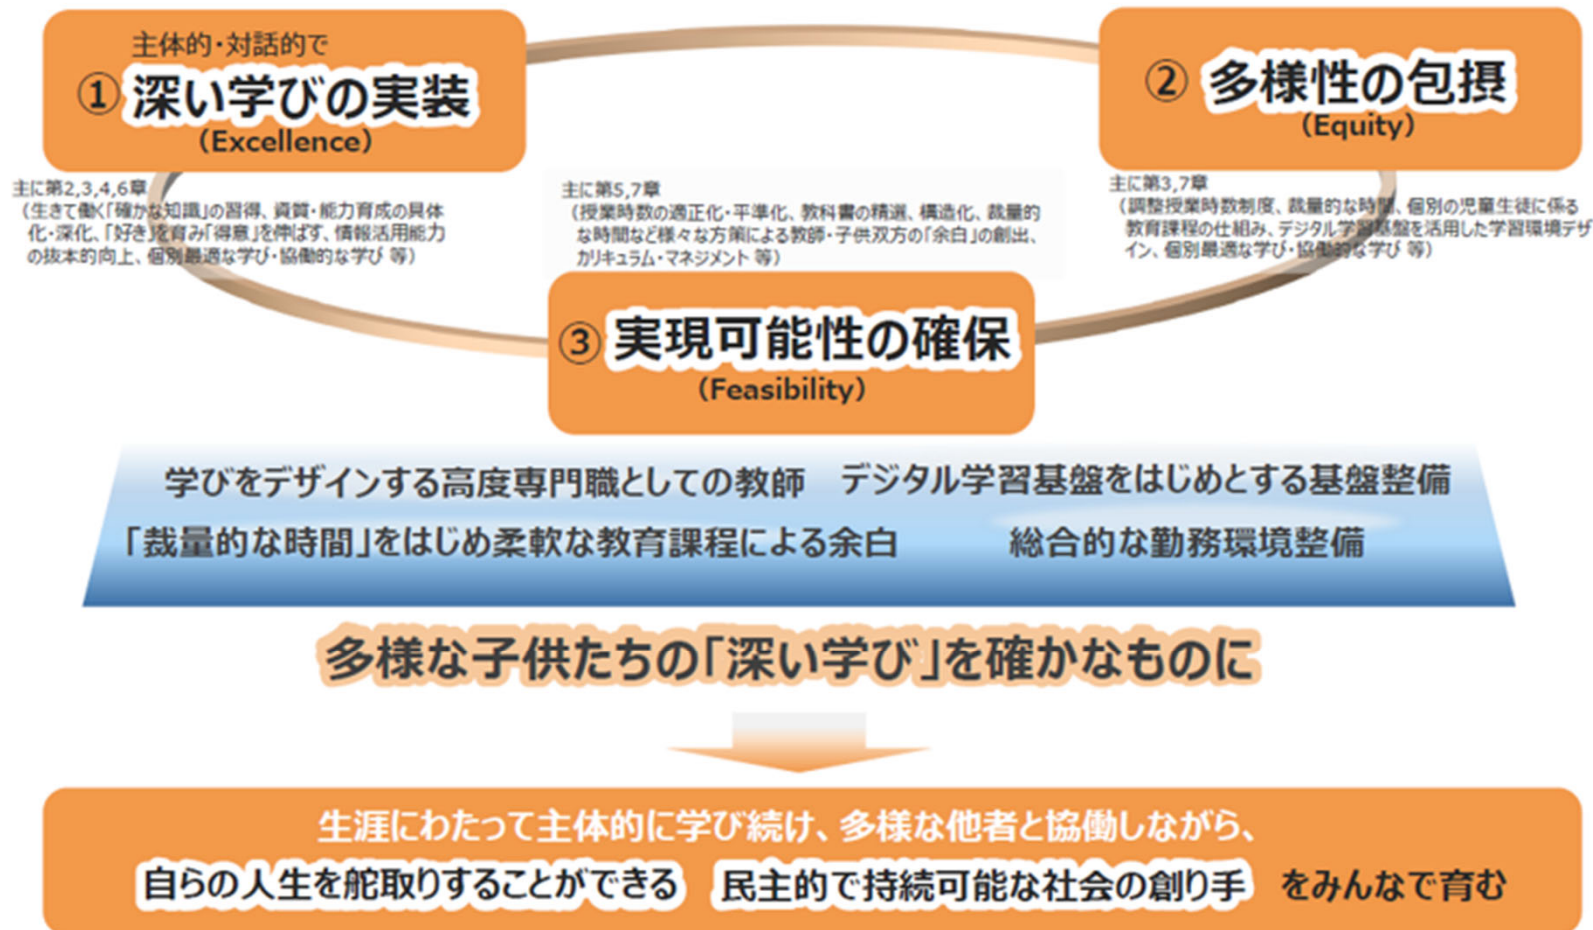 主体的・対話的で
① 深い学びの実装
(Excellence)
② 多様性の包摂
(Equity)
主に第2,3,4,6章
(生きて働く「確かな知識」の習得、資質・能力育成の具体
化・深化、「好き」を育み「得意」を伸ばす、情報活用能力
の抜本的向上、個別最適な学び・協働的な学び 等)
主に第5,7章
(授業時数の適正化・平準化、教科書の精選、構造化、裁量的
な時間など様々な方策による教師・子供双方の「余白」の創出、
カリキュラム・マネジメント 等)
主に第3,7章
(調整授業時数制度、裁量的な時間、個別の児童生徒に係る
教育課程の仕組み、デジタル学習基盤を活用した学習環境デザ
イン、個別最適な学び・協働的な学び 等)
③ 実現可能性の確保
(Feasibility)
学びをデザインする高度専門職としての教師 デジタル学習基盤をはじめとする基盤整備
「裁量的な時間」をはじめ柔軟な教育課程による余白 総合的な勤務環境整備
多様な子供たちの「深い学び」を確かなものに
生涯にわたって主体的に学び続け、多様な他者と協働しながら、
自らの人生を舵取りすることができる 民主的で持続可能な社会の創り手 をみんなで育む